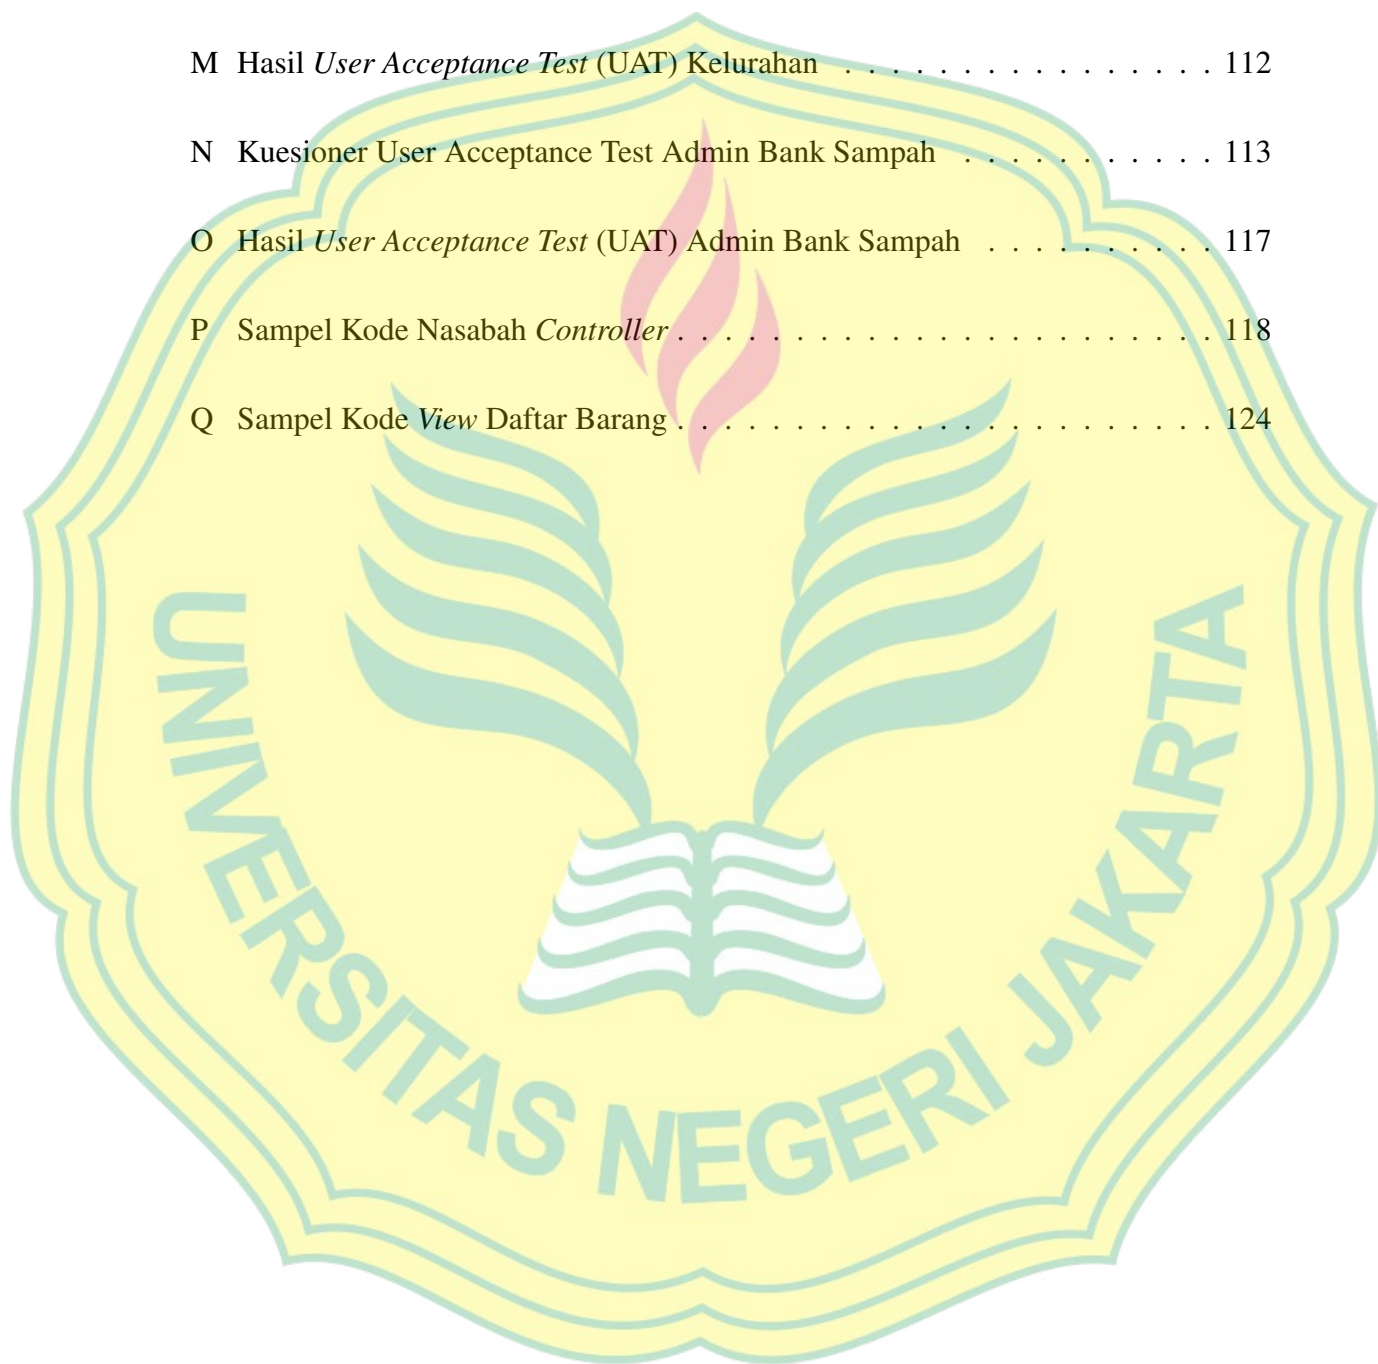 M Hasil User Acceptance Test (UAT) Kelurahan . . . . . . . . . . . . . . . . 112
N Kuesioner User Acceptance Test Admin Bank Sampah . . . . . . . . . . . 113
O Hasil User Acceptance Test (UAT) Admin Bank Sampah . . . . . . . . . . 117
P Sampel Kode Nasabah Controller . . . . . . . . . . . . . . . . . . . . . . . 118
Q Sampel Kode View Daftar Barang . . . . . . . . . . . . . . . . . . . . . . . 124
UNIVERSITAS NEGERI JAKARTA